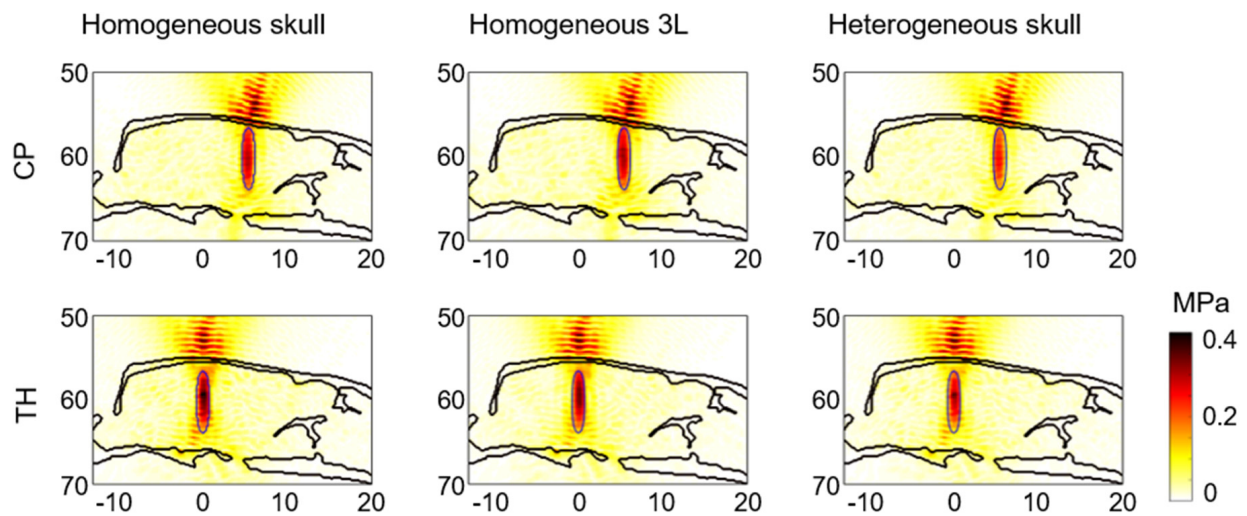 Homogeneous skull Homogeneous 3L Heterogeneous skull
50 50 50
CP 60 60 60
70 70 70
-10 0 10 20 -10 0 10 20 -10 0 10 20
MPa
50 50 50 0.4
TH 60 60 60 0.2
70 70 70 0
-10 0 10 20 -10 0 10 20 -10 0 10 20